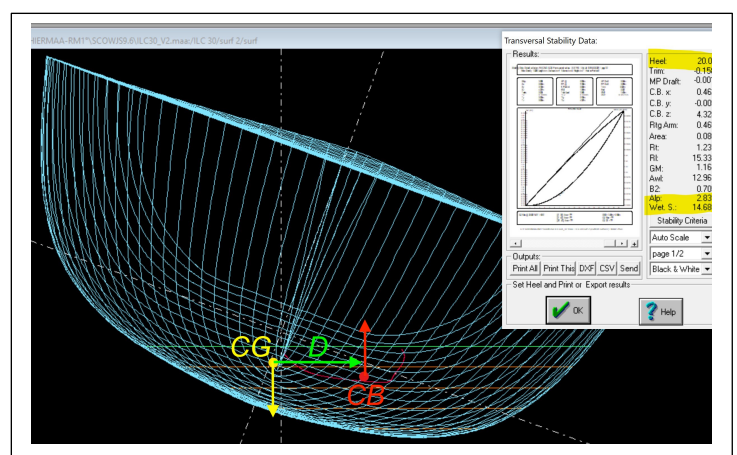 HIERMAA-RM1"\SCOWJS9.6\ILC30_V2.maa:/ILC 30/surf 2/surf
Transversal Stability Data:
Results:
Heel: 20.0
Trim: -0.150
MP Draft: -0.00
C.B. x: 0.46
C.B. y: -0.00
C.B. z: 4.32
Rtg Arm: 0.46
Area: 0.08
Rt: 1.23
Rl: 15.33
GM: 1.16
Awl: 12.96
B2: 0.70
Alp: 2.83
Wet. S.: 14.68
Stability Criteria
Auto Scale
page 1/2
Black & White
Outputs:
Print All Print This DXF CSV Send
Set Heel and Print or Export results
OK
? Help
CG
D
CB